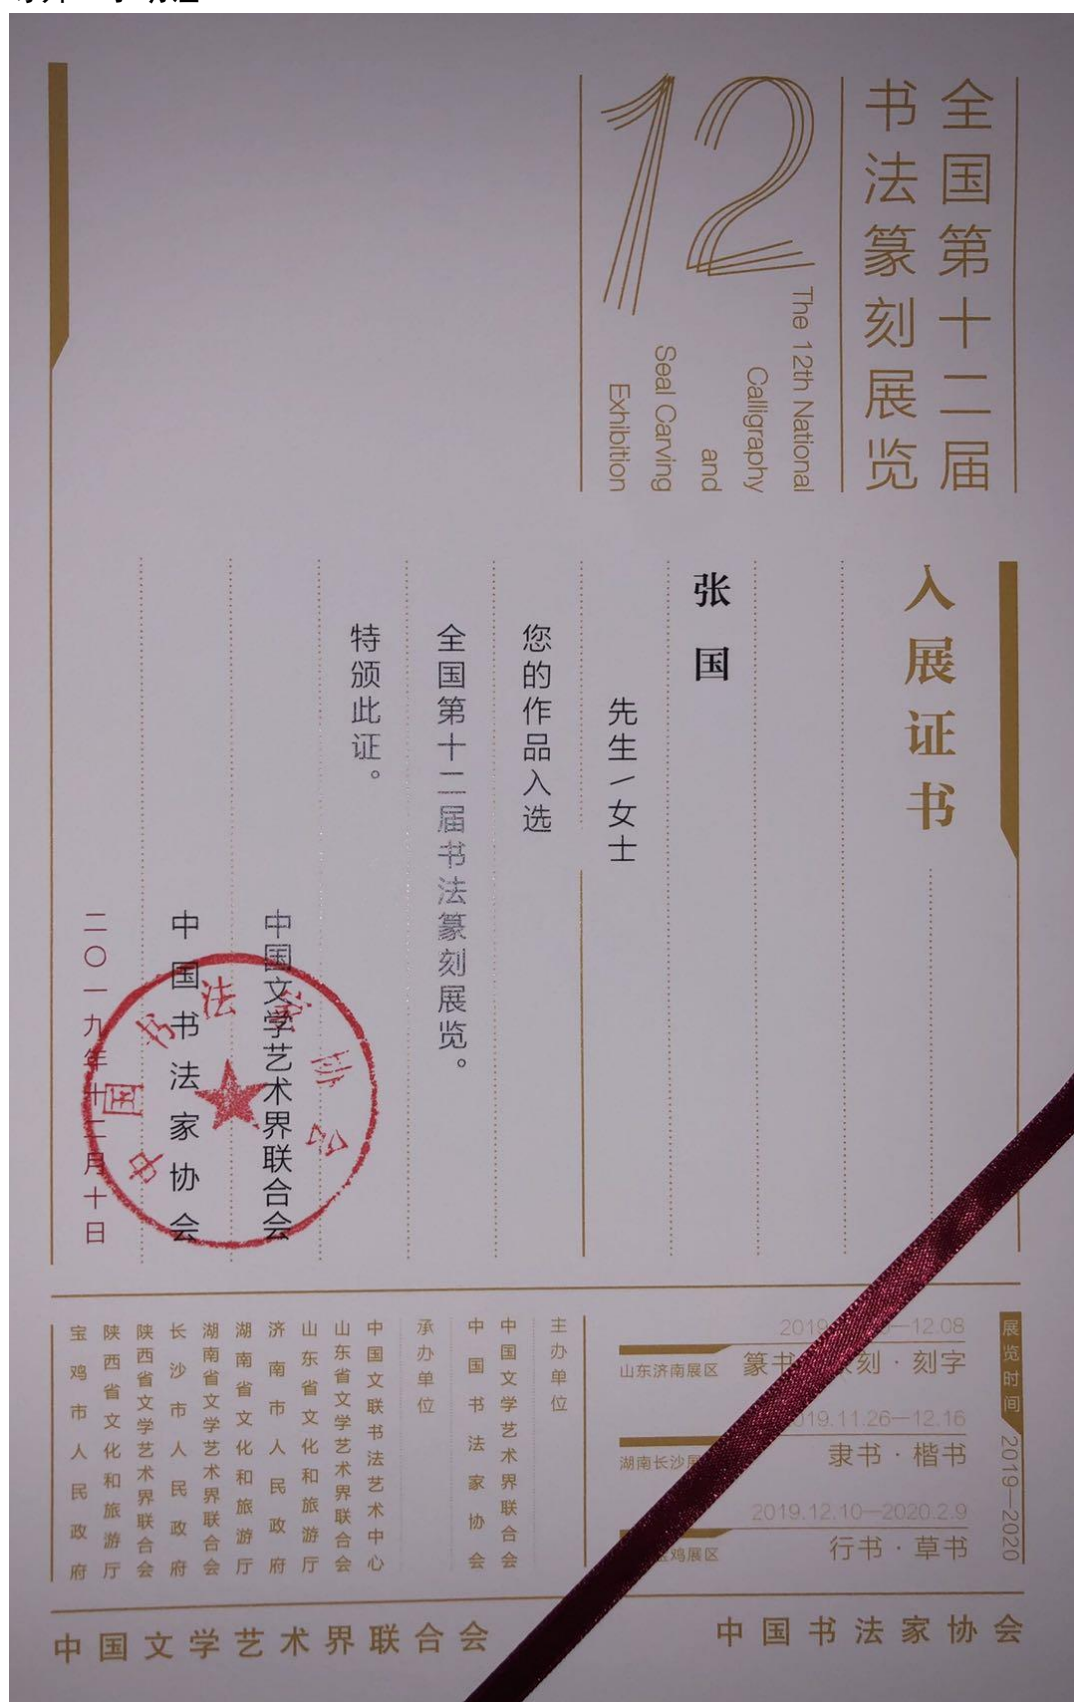 全国第十二届
书法篆刻展览
12
The 12th National
Calligraphy
and
Seal Carving
Exhibition
入展证书
张国
先生/女士
您的作品入选
全国第十二届书法篆刻展览。
特颁此证。
中国文学艺术界联合会
中国书法家协会
二〇一九年十二月十日
中国书法家协会
展览时间
2019—2020
—12.08
山东济南展区
篆书
刻·刻字
2019.11.26—12.16
湖南长沙展
隶书·楷书
2019.12.10—2020.2.9
鸡展区
行书·草书
主办单位
中国文学艺术界联合会
中国书法家协会
承办单位
中国文联书法艺术中心
山东省文学艺术界联合会
山东省文化和旅游厅
济南市人民政府
湖南省文化和旅游厅
湖南省文学艺术界联合会
长沙市人民政府
陕西省文学艺术界联合会
陕西省文化和旅游厅
宝鸡市人民政府
中国文学艺术界联合会
中国书法家协会